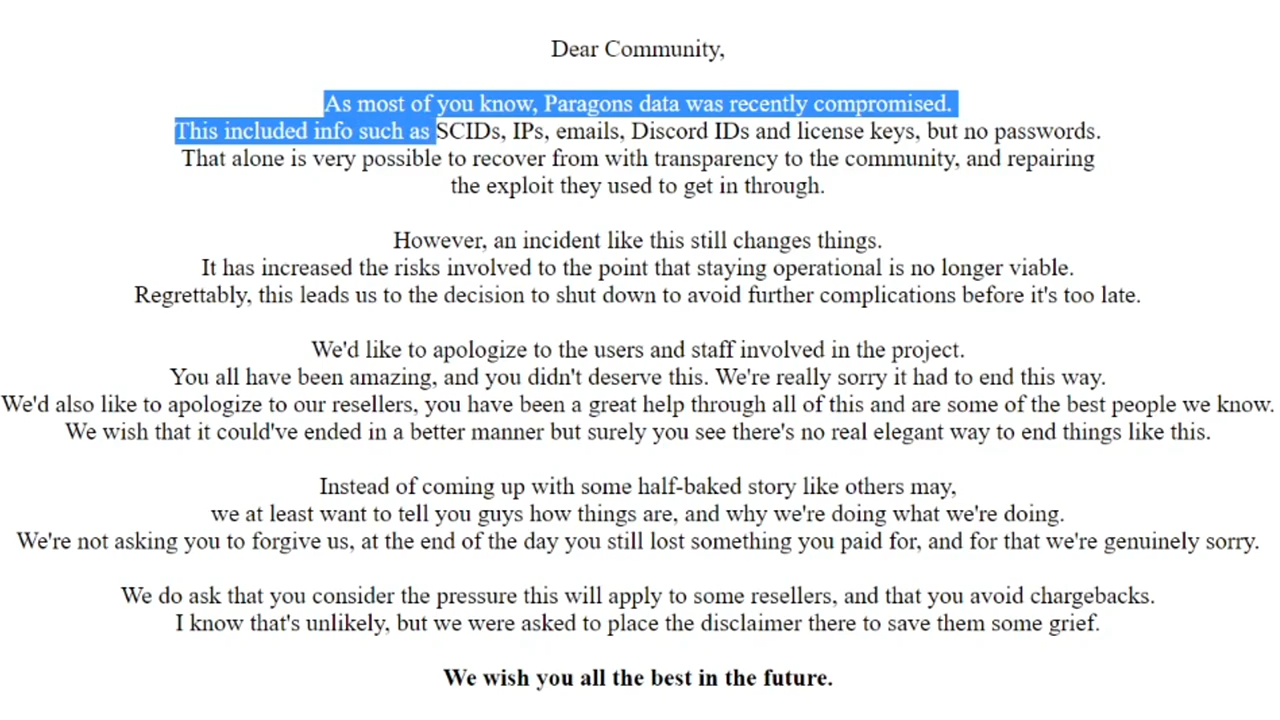 Dear Community,
As most of you know, Paragons data was recently compromised.
This included info such as SCIDs, IPs, emails, Discord IDs and license keys, but no passwords.
That alone is very possible to recover from with transparency to the community, and repairing
the exploit they used to get in through.
However, an incident like this still changes things.
It has increased the risks involved to the point that staying operational is no longer viable.
Regrettably, this leads us to the decision to shut down to avoid further complications before it's too late.
We'd like to apologize to the users and staff involved in the project.
You all have been amazing, and you didn't deserve this. We're really sorry it had to end this way.
We'd also like to apologize to our resellers, you have been a great help through all of this and are some of the best people we know.
We wish that it could've ended in a better manner but surely you see there's no real elegant way to end things like this.
Instead of coming up with some half-baked story like others may,
we at least want to tell you guys how things are, and why we're doing what we're doing.
We're not asking you to forgive us, at the end of the day you still lost something you paid for, and for that we're genuinely sorry.
We do ask that you consider the pressure this will apply to some resellers, and that you avoid chargebacks.
I know that's unlikely, but we were asked to place the disclaimer there to save them some grief.
We wish you all the best in the future.